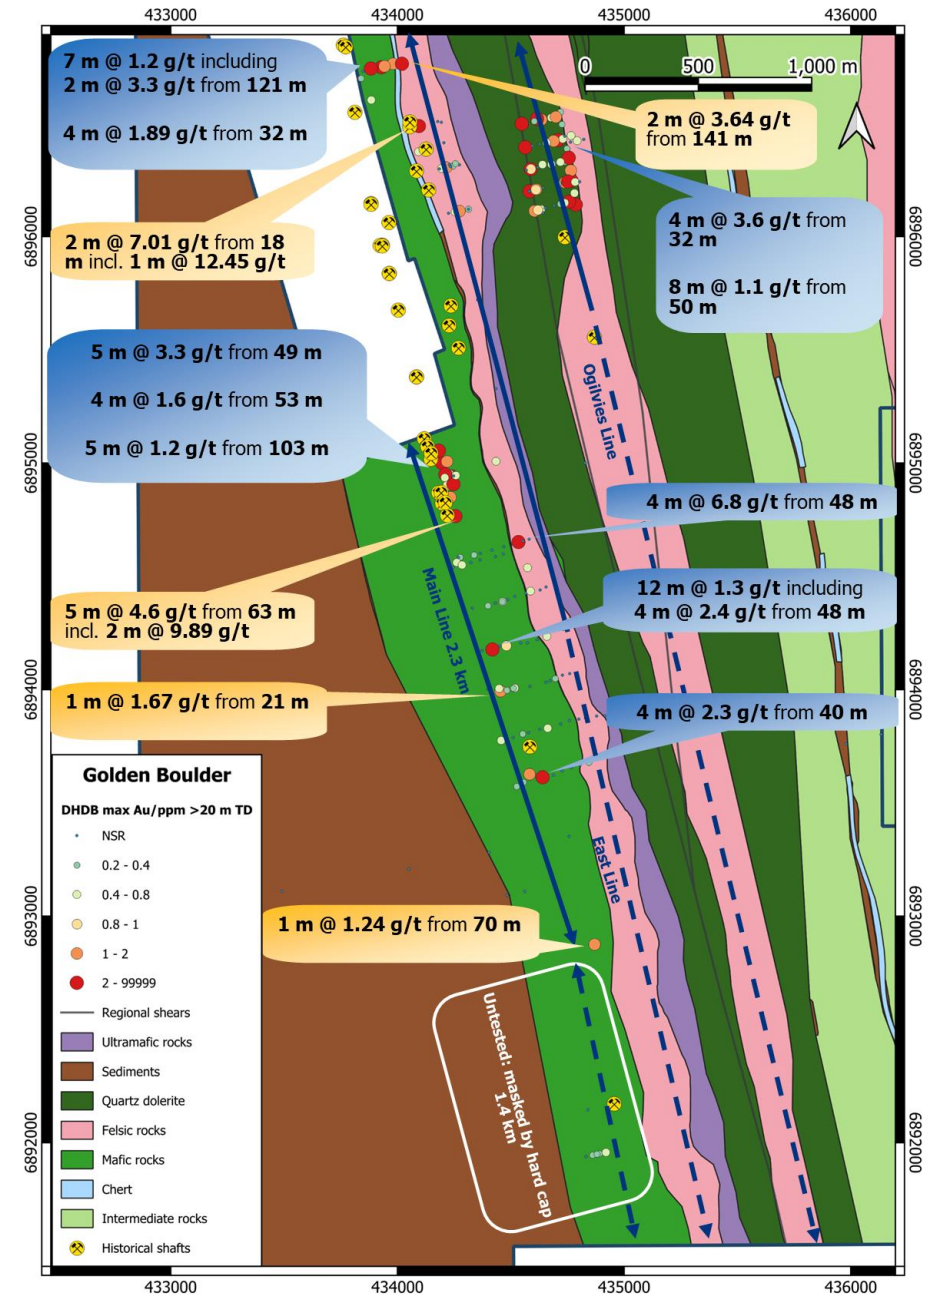 433000
434000
435000
436000
7 m @ 1.2 g/t including
2 m @ 3.3 g/t from 121 m
4 m @ 1.89 g/t from 32 m
0 500 1,000 m
2 m @ 3.64 g/t
from 141 m
4 m @ 3.6 g/t from
32 m
8 m @ 1.1 g/t from
50 m
6896000
6896000
2 m @ 7.01 g/t from 18
m incl. 1 m @ 12.45 g/t
5 m @ 3.3 g/t from 49 m
4 m @ 1.6 g/t from 53 m
5 m @ 1.2 g/t from 103 m
Ogilvies Line
6895000
6895000
4 m @ 6.8 g/t from 48 m
12 m @ 1.3 g/t including
4 m @ 2.4 g/t from 48 m
Main Line 2.3 km
5 m @ 4.6 g/t from 63 m
incl. 2 m @ 9.89 g/t
6894000
6894000
1 m @ 1.67 g/t from 21 m
4 m @ 2.3 g/t from 40 m
East Line
6893000
6893000
1 m @ 1.24 g/t from 70 m
Untested: masked by hard cap
1.4 km
6892000
6892000
Golden Boulder
DHDB max Au/ppm >20 m TD
NSR
0.2 - 0.4
0.4 - 0.8
0.8 - 1
1 - 2
2 - 99999
Regional shears
Ultramafic rocks
Sediments
Quartz dolerite
Felsic rocks
Mafic rocks
Chert
Intermediate rocks
Historical shafts
433000
434000
435000
436000